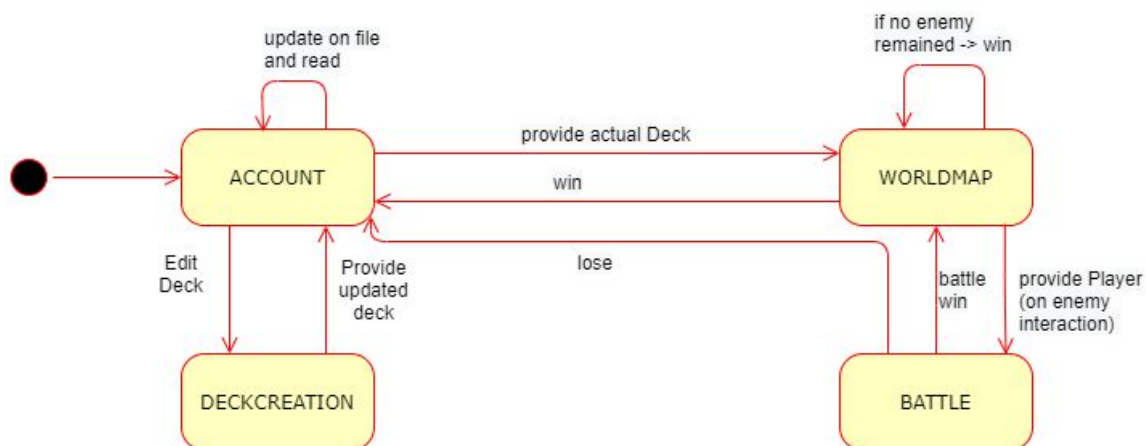 update on file
and read
if no enemy
remained -> win
provide actual Deck
ACCOUNT
WORLDMAP
win
Edit
Deck
Provide
updated
deck
lose
battle
win
provide Player
(on enemy
interaction)
DECKCREATION
BATTLE